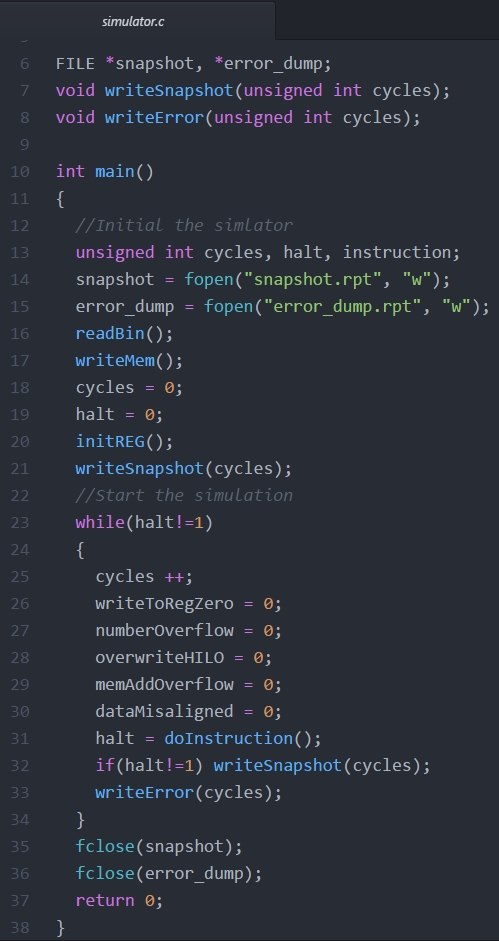 simulator.c
5
6 FILE *snapshot, *error_dump;
7 void writeSnapshot(unsigned int cycles);
8 void writeError(unsigned int cycles);
9
10 int main()
11 {
12 //Initial the simlator
13 unsigned int cycles, halt, instruction;
14 snapshot = fopen("snapshot.rpt", "w");
15 error_dump = fopen("error_dump.rpt", "w");
16 readBin();
17 writeMem();
18 cycles = 0;
19 halt = 0;
20 initREG();
21 writeSnapshot(cycles);
22 //Start the simulation
23 while(halt!=1)
24 {
25 cycles ++;
26 writeToRegZero = 0;
27 numberOverflow = 0;
28 overwriteHILO = 0;
29 memAddOverflow = 0;
30 dataMisaligned = 0;
31 halt = doInstruction();
32 if(halt!=1) writeSnapshot(cycles);
33 writeError(cycles);
34 }
35 fclose(snapshot);
36 fclose(error_dump);
37 return 0;
38 }